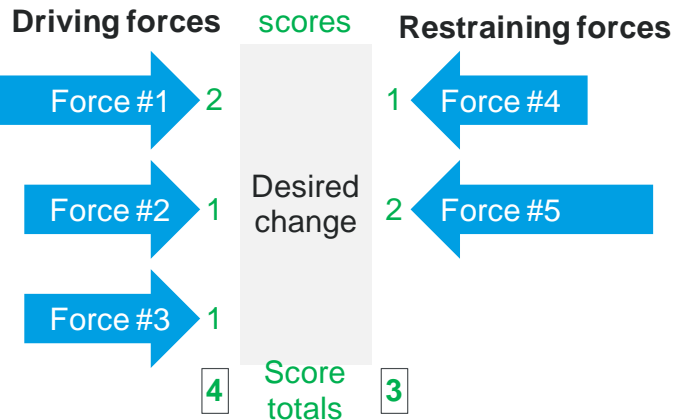 Driving forces scores Restraining forces
Force #1 2 1 Force #4
Force #2 1 Desired change 2 Force #5
Force #3 1
4 Score totals 3